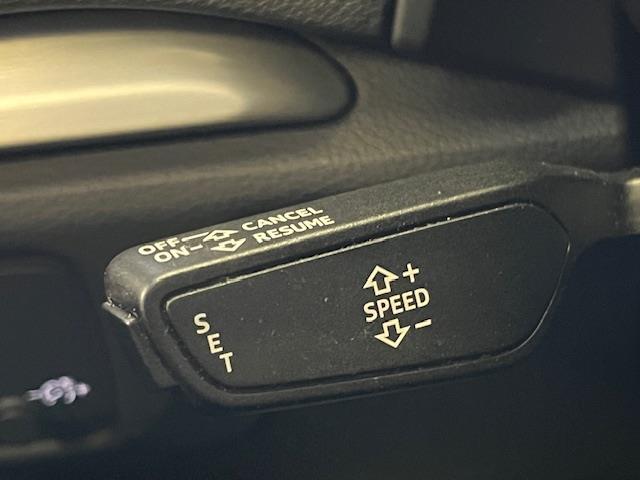 OFF CANCEL
ON RESUME
+
SPEED
-
SET